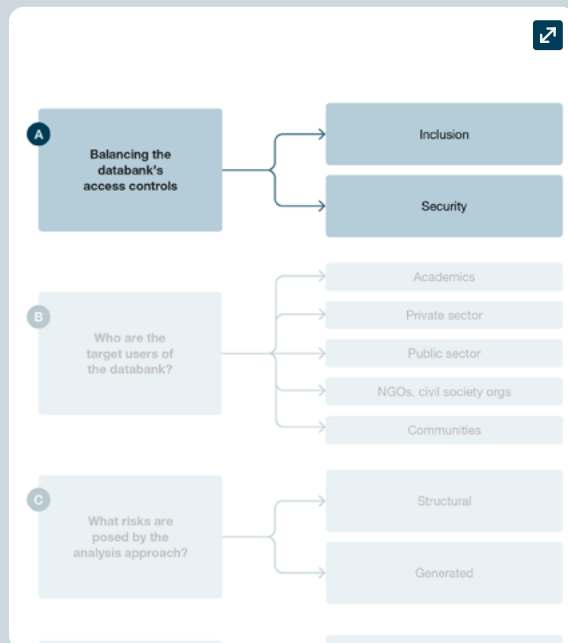 A
Balancing the
databank's
access controls
Inclusion
Security
B
Who are the
target users of
the databank?
Academics
Private sector
Public sector
NGOs, civil society orgs
Communities
C
What risks are
posed by the
analysis approach?
Structural
Generated